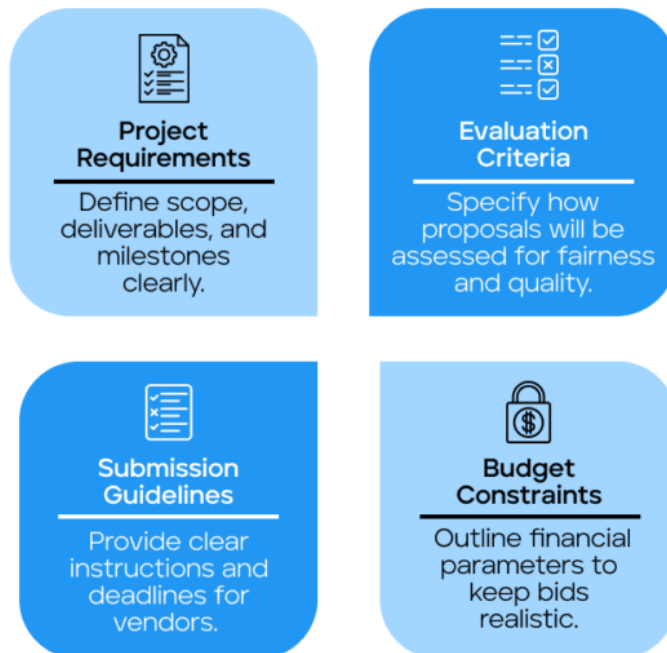 Project
Requirements
Define scope,
deliverables, and
milestones
clearly.
Evaluation
Criteria
Specify how
proposals will be
assessed for fairness
and quality.
Submission
Guidelines
Provide clear
instructions and
deadlines for
vendors.
$
Budget
Constraints
Outline financial
parameters to
keep bids
realistic.